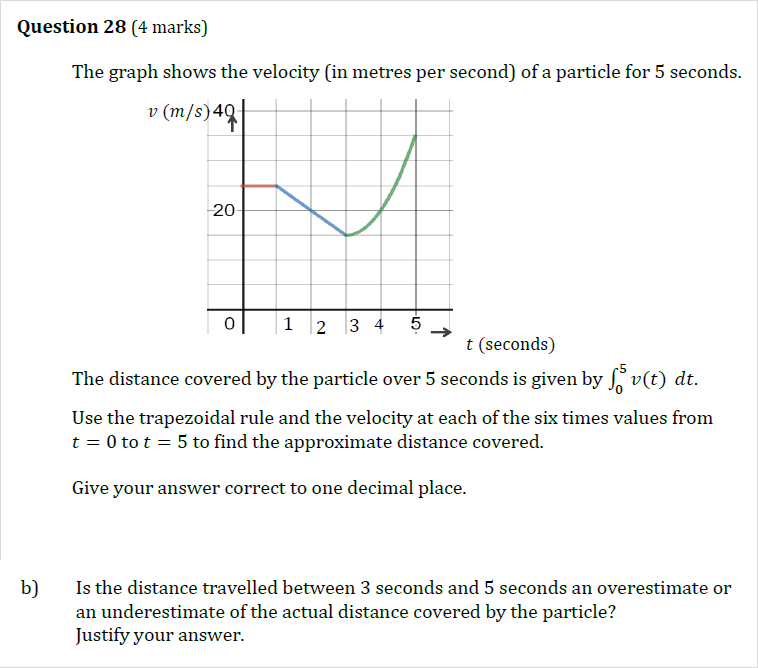 Question 28 (4 marks)
The graph shows the velocity (in metres per second) of a particle for 5 seconds.
v (m/s) 40
20
0 1 2 3 4 5
t (seconds)
The distance covered by the particle over 5 seconds is given by ∫₀⁵ v(t) dt.
Use the trapezoidal rule and the velocity at each of the six times values from
t = 0 to t = 5 to find the approximate distance covered.
Give your answer correct to one decimal place.
b) Is the distance travelled between 3 seconds and 5 seconds an overestimate or
an underestimate of the actual distance covered by the particle?
Justify your answer.